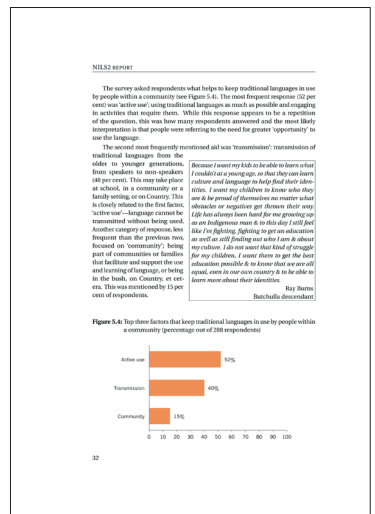 NILS2 REPORT
The survey asked respondents what helps to keep traditional languages in use
by people within a community (see Figure 5.4). The most frequent response (52 per
cent) was 'active use'; using traditional languages as much as possible and engaging
in activities that require them. While this response appears to be a repetition
of the question, this was how many respondents answered and the most likely
interpretation is that people were referring to the need for greater 'opportunity' to
use the language.
The second most frequently mentioned aid was 'transmission': transmission of
traditional languages from the
older to younger generations,
from speakers to non-speakers
(40 per cent). This may take place
at school, in a community or a
family setting, or on Country. This
is closely related to the first factor,
'active use'—language cannot be
transmitted without being used.
Another category of response, less
frequent than the previous two,
focused on 'community'; being
part of communities or families
that facilitate and support the use
and learning of language, or being
in the bush, on Country, et cet-
era. This was mentioned by 15 per
cent of respondents.
Because I want my kids to be able to learn what
I couldn't at a young age, so that they can learn
culture and language to help find their iden-
tities. I want my children to know who they
are & be proud of themselves no matter what
obstacles or negatives get thrown their way.
Life has always been hard for me growing up
as an Indigenous man & to this day I still feel
like I'm fighting, fighting to get an education
as well as still finding out who I am & about
my culture. I do not want that kind of struggle
for my children, I want them to get the best
education possible & to know that we are all
equal, even in our own country & to be able to
learn more about their identities.
Ray Burns
Butchulla descendant
Figure 5.4: Top three factors that keep traditional languages in use by people within
a community (percentage out of 288 respondents)
Active use 52%
Transmission 40%
Community 15%
0 10 20 30 40 50 60 70 80 90 100
32